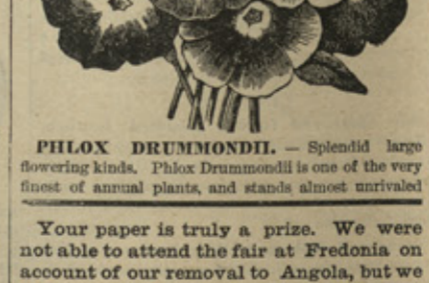 PHLOX DRUMMONDII. — Splendid large
flowering kinds. Phlox Drummondii is one of the very
finest of annual plants, and stands almost unrivaled
Your paper is truly a prize. We were
not able to attend the fair at Fredonia on
account of our removal to Angola, but we